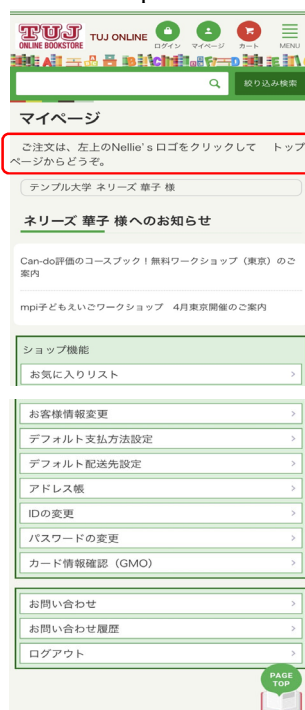 TUJ
ONLINE BOOKSTORE
TUJ ONLINE
ログイン
マイページ
カート
MENU
絞り込み検索
マイページ
ご注文は、左上のNellie's ロゴをクリックして　トップ
ページからどうぞ。
テンプル大学 ネリーズ 華子 様
ネリーズ 華子 様へのお知らせ
Can-do評価のコースブック！無料ワークショップ（東京）のご
案内
mpi子どもえいごワークショップ　4月東京開催のご案内
ショップ機能
お気に入りリスト
お客様情報変更
デフォルト支払方法設定
デフォルト配送先設定
アドレス帳
IDの変更
パスワードの変更
カード情報確認（GMO）
お問い合わせ
お問い合わせ履歴
ログアウト
PAGE
TOP